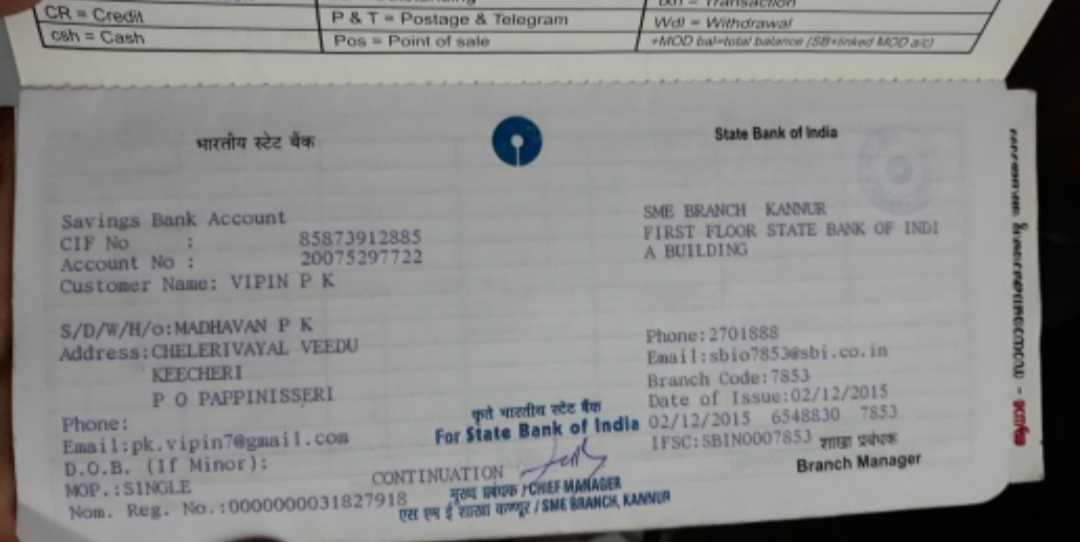 CR = Credit
csh = Cash
P & T = Postage & Telegram
Pos = Point of sale
Wdl = Withdrawal
+MOD bal=total balance (SB+linked MOD a/c)
भारतीय स्टेट बैंक
State Bank of India
Savings Bank Account
CIF No : 85873912885
Account No : 20075297722
Customer Name: VIPIN P K
S/D/W/H/o:MADHAVAN P K
Address:CHELERIVAYAL VEEDU
KEECHERI
P O PAPPINISSERI
Phone:
Email:pk.vipin7@gmail.com
D.O.B. (If Minor):
MOP.:SINGLE
Nom. Reg. No.:0000000031827918
CONTINUATION
SME BRANCH KANNUR
FIRST FLOOR STATE BANK OF INDI
A BUILDING
Phone:2701888
Email:sbio7853@sbi.co.in
Branch Code:7853
Date of Issue:02/12/2015
02/12/2015 6548830 7853
IFSC:SBIN0007853
शाखा प्रबंधक
Branch Manager
कृते भारतीय स्टेट बैंक
For State Bank of India
मुख्य प्रबंधक / CHIEF MANAGER
एस एम ई शाखा कण्णूर / SME BRANCH, KANNUR